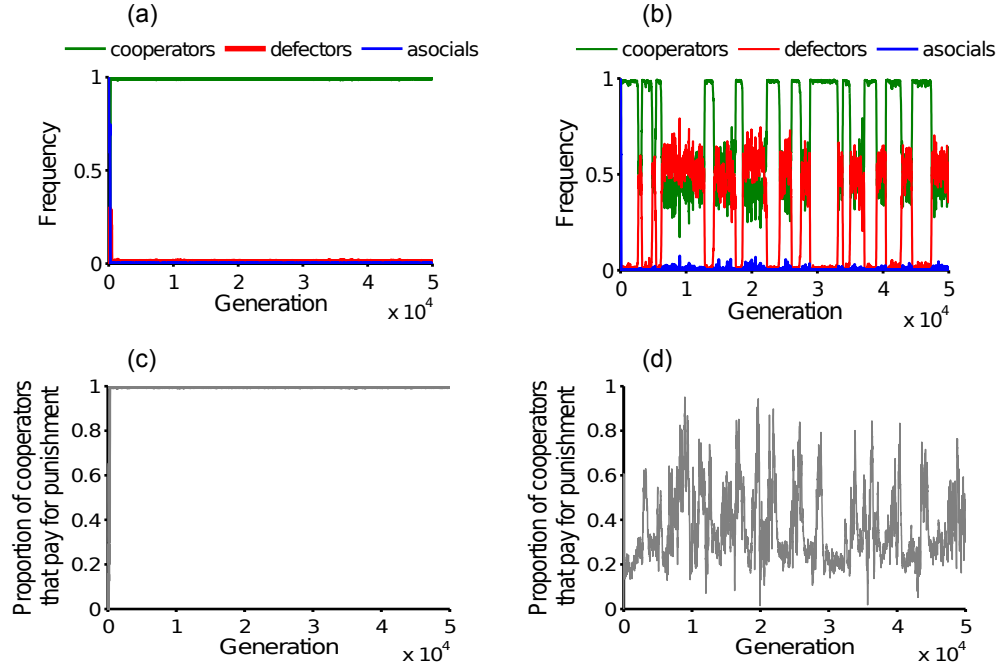 (a)
cooperators defectors asocials
Frequency
1
0.5
0
0 1 2 3 4 5
Generation
x 10^4
(b)
cooperators defectors asocials
Frequency
1
0.5
0
0 1 2 3 4 5
Generation
x 10^4
(c)
Proportion of cooperators
that pay for punishment
1
0.8
0.6
0.4
0.2
0
0 1 2 3 4 5
Generation
x 10^4
(d)
Proportion of cooperators
that pay for punishment
1
0.8
0.6
0.4
0.2
0
0 1 2 3 4 5
Generation
x 10^4